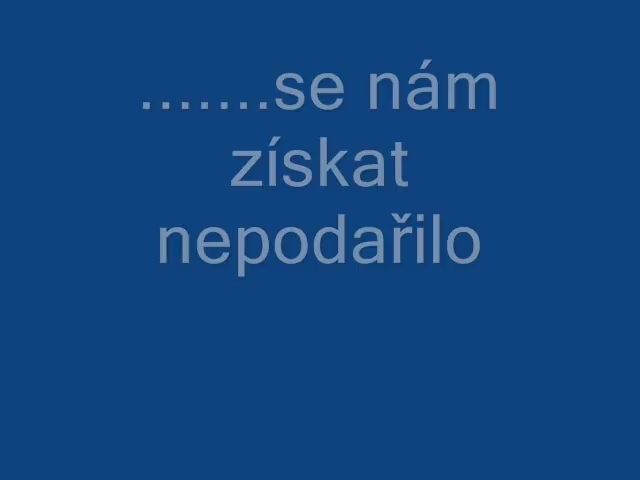 .......se nám
získat
nepodařilo